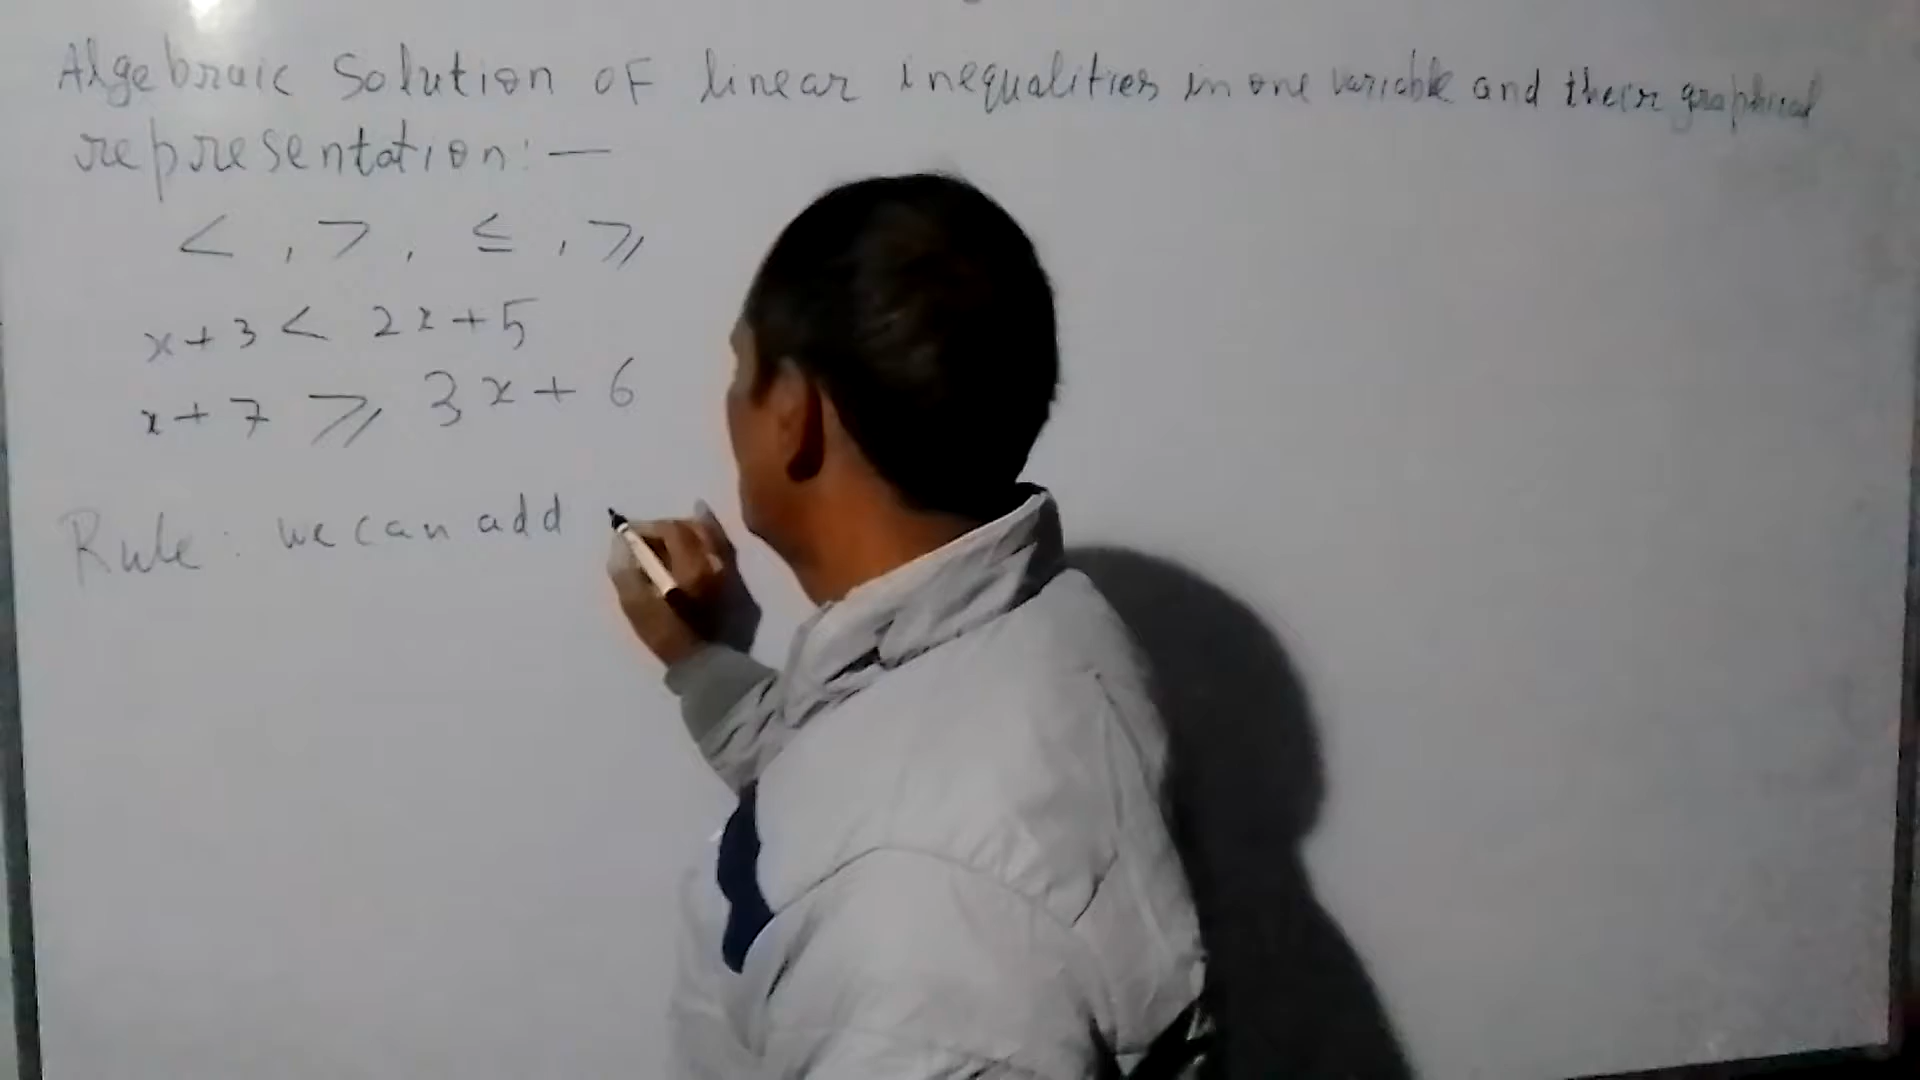 Algebraic Solution OF linear inequalities in one variable and their graphical
representation:—
< , > , ≤ , ≥
x+3 < 2x+5
x+7 ≥ 3x+6
Rule: we can add